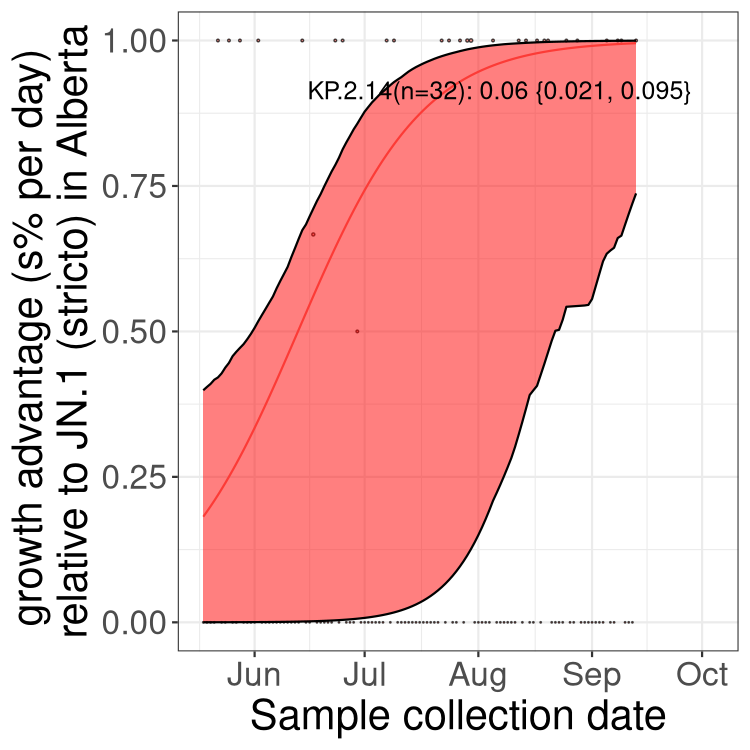 growth advantage (s% per day)
relative to JN.1 (stricto) in Alberta
1.00
0.75
0.50
0.25
0.00
KP.2.14(n=32): 0.06 {0.021, 0.095}
Jun Jul Aug Sep Oct
Sample collection date